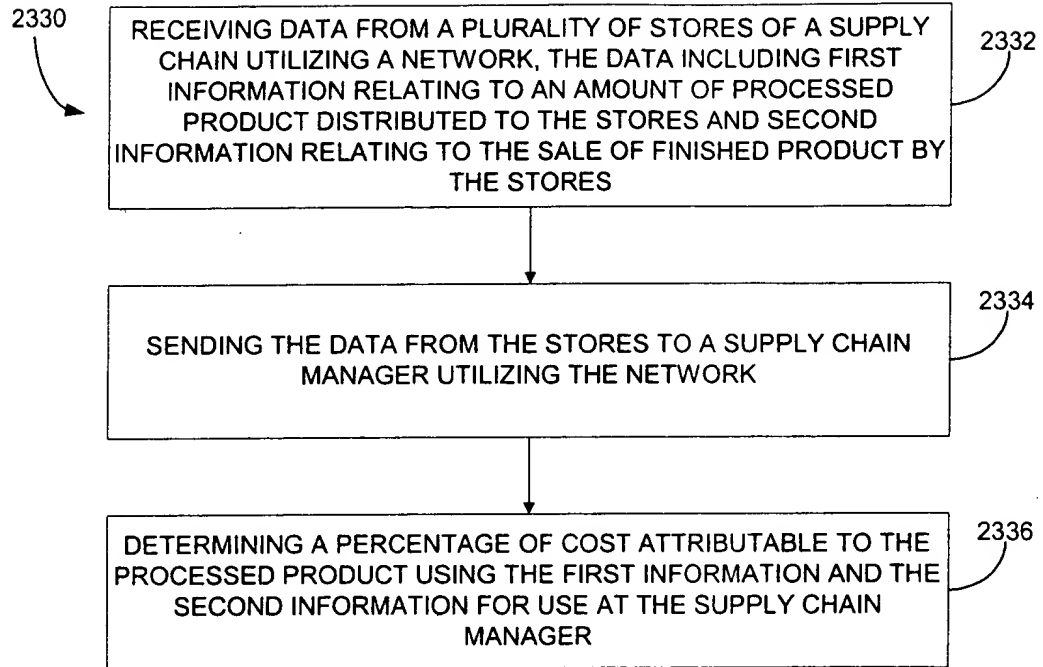 2330
RECEIVING DATA FROM A PLURALITY OF STORES OF A SUPPLY
CHAIN UTILIZING A NETWORK, THE DATA INCLUDING FIRST
INFORMATION RELATING TO AN AMOUNT OF PROCESSED
PRODUCT DISTRIBUTED TO THE STORES AND SECOND
INFORMATION RELATING TO THE SALE OF FINISHED PRODUCT BY
THE STORES
2332
SENDING THE DATA FROM THE STORES TO A SUPPLY CHAIN
MANAGER UTILIZING THE NETWORK
2334
DETERMINING A PERCENTAGE OF COST ATTRIBUTABLE TO THE
PROCESSED PRODUCT USING THE FIRST INFORMATION AND THE
SECOND INFORMATION FOR USE AT THE SUPPLY CHAIN
MANAGER
2336